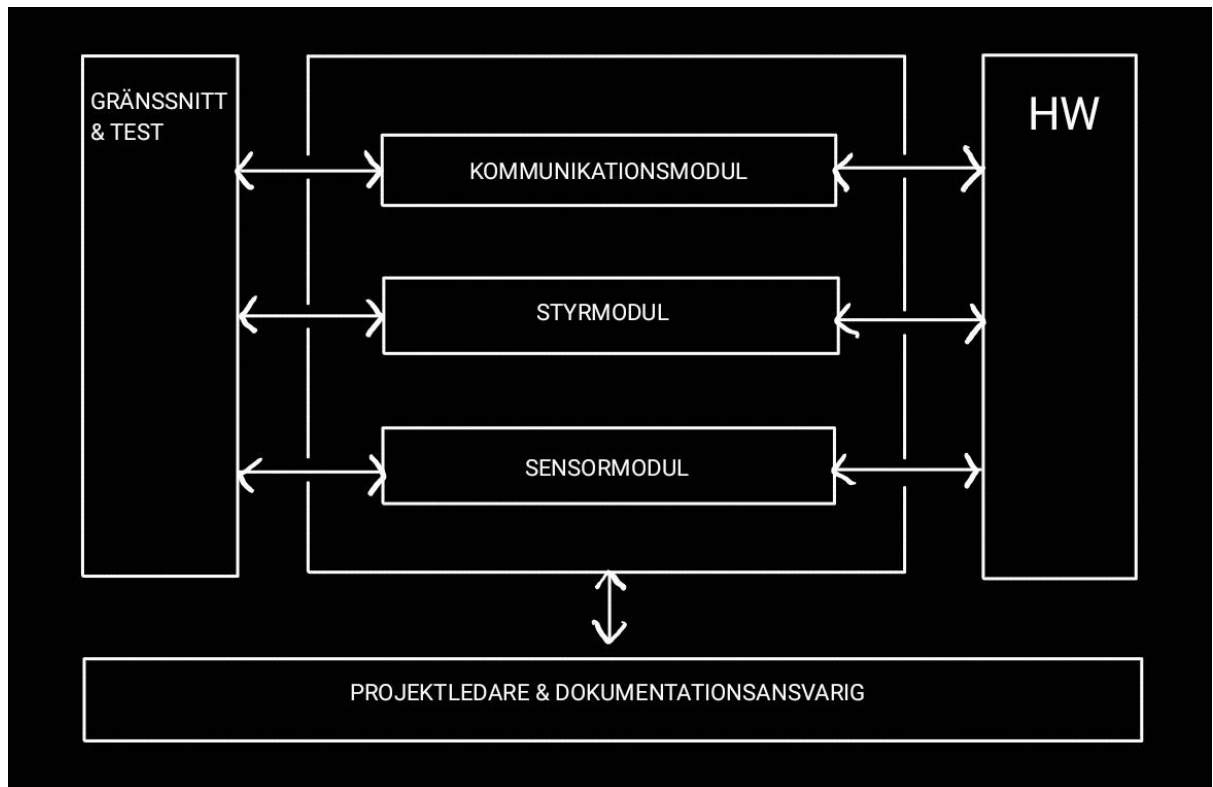 GRÄNSSNITT
& TEST
HW
KOMMUNIKATIONSMODUL
STYRMODUL
SENSORMODUL
PROJEKTLEDARE & DOKUMENTATIONSANSVARIG